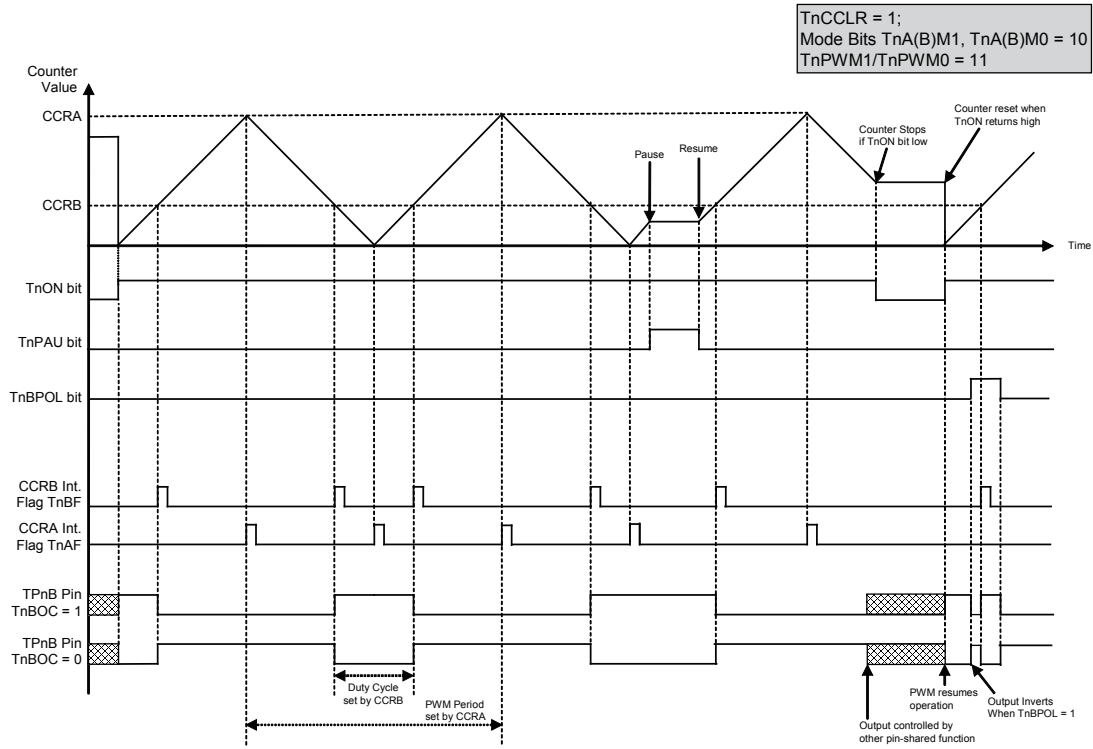 TnCCLR = 1;
Mode Bits TnA(B)M1, TnA(B)M0 = 10
TnPWM1/TnPWM0 = 11
Counter
Value
CCRA
Counter reset when
TnON returns high
Counter Stops
if TnON bit low
Pause
Resume
CCRB
Time
TnON bit
TnPAU bit
TnBPOL bit
CCRB Int.
Flag TnBF
CCRA Int.
Flag TnAF
TPnB Pin
TnBOC = 1
TPnB Pin
TnBOC = 0
Duty Cycle
set by CCRB
PWM Period
set by CCRA
PWM resumes
operation
Output Inverts
When TnBPOL = 1
Output controlled by
other pin-shared function